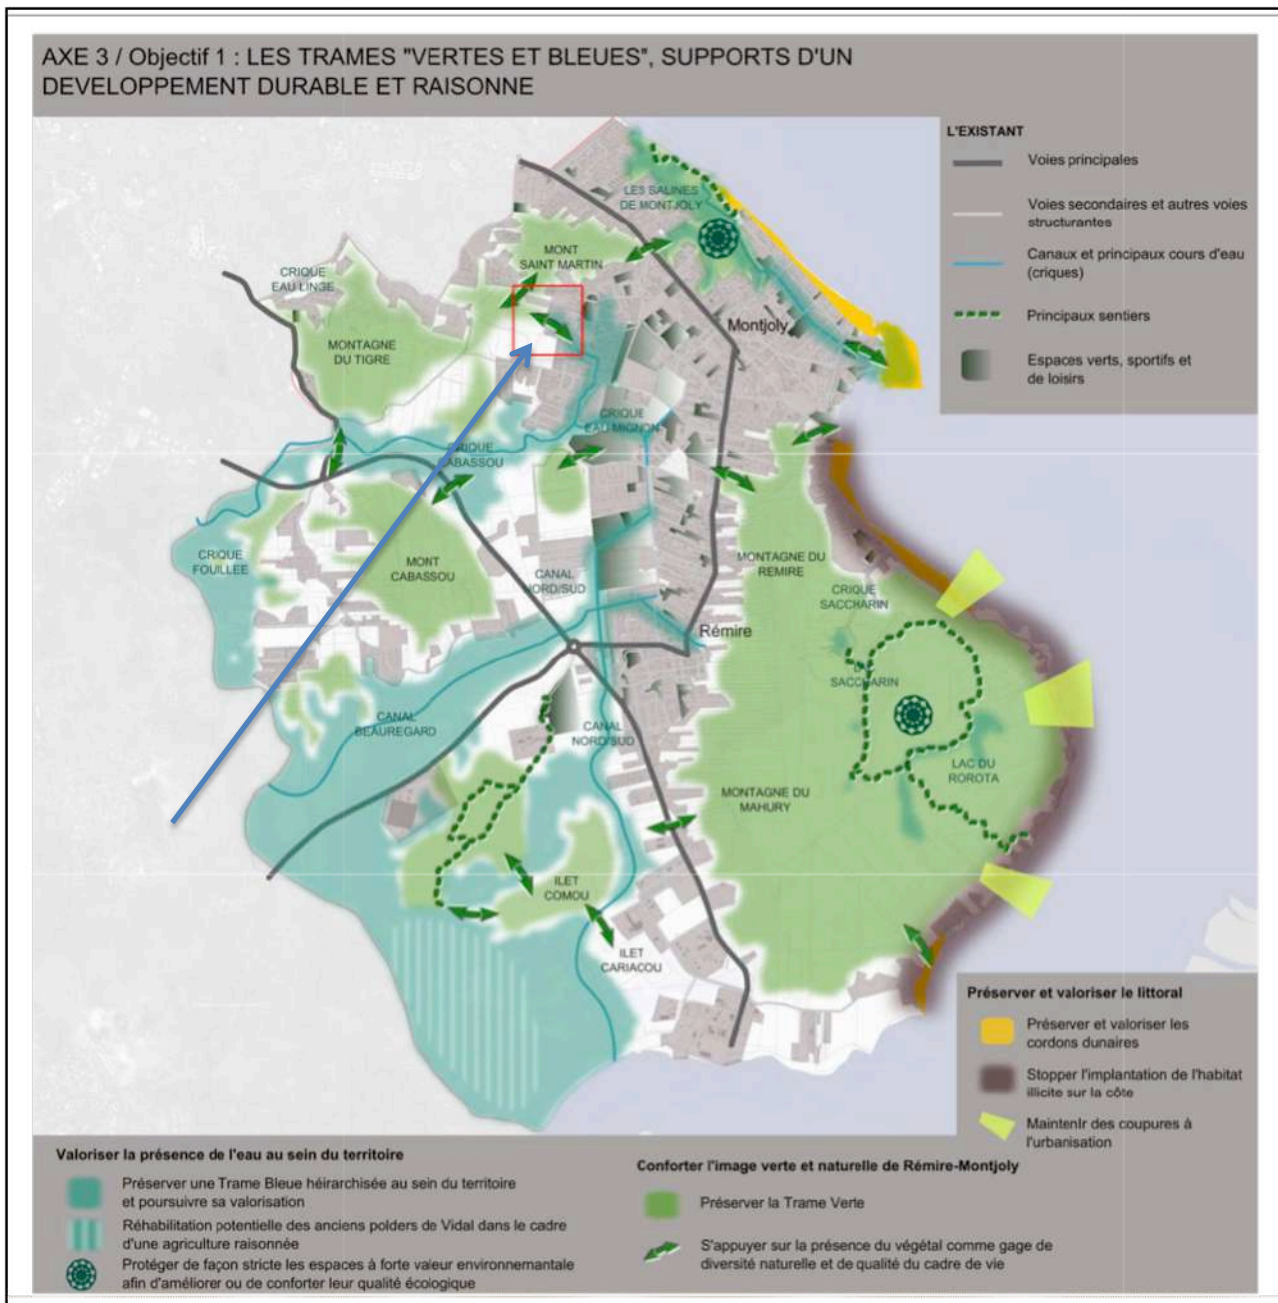 AXE 3 / Objectif 1 : LES TRAMES "VERTES ET BLEUES", SUPPORTS D'UN
DEVELOPPEMENT DURABLE ET RAISONNE
L'EXISTANT
Voies principales
Voies secondaires et autres voies
structurantes
Canaux et principaux cours d'eau
(criques)
Principaux sentiers
Espaces verts, sportifs et
de loisirs
LES SALINES
DE MONTJOLY
MONT
SAINT MARTIN
CRIQUE
EAU LINGE
MONTAGNE
DU TIGRE
Montjoly
CRIQUE
EAU MIGNON
CRIQUE
CABASSOU
CRIQUE
FOUILLEE
MONT
CABASSOU
CANAL
NORD/SUD
MONTAGNE DU
REMIRE
CRIQUE
SACCHARIN
Rémire
SACCHARIN
CANAL
BEAUREGARD
CANAL
NORD/SUD
LAC DU
ROROTA
MONTAGNE DU
MAHURY
ILET
COMOU
ILET
CARIACOU
Préserver et valoriser le littoral
Préserver et valoriser les
cordons dunaires
Stopper l'implantation de l'habitat
illicite sur la côte
Maintenir des coupures à
l'urbanisation
Valoriser la présence de l'eau au sein du territoire
Préserver une Trame Bleue héirarchisée au sein du territoire
et poursuivre sa valorisation
Réhabilitation potentielle des anciens polders de Vidal dans le cadre
d'une agriculture raisonnée
Protéger de façon stricte les espaces à forte valeur environnemantale
afin d'améliorer ou de conforter leur qualité écologique
Conforter l'image verte et naturelle de Rémire-Montjoly
Préserver la Trame Verte
S'appuyer sur la présence du végétal comme gage de
diversité naturelle et de qualité du cadre de vie